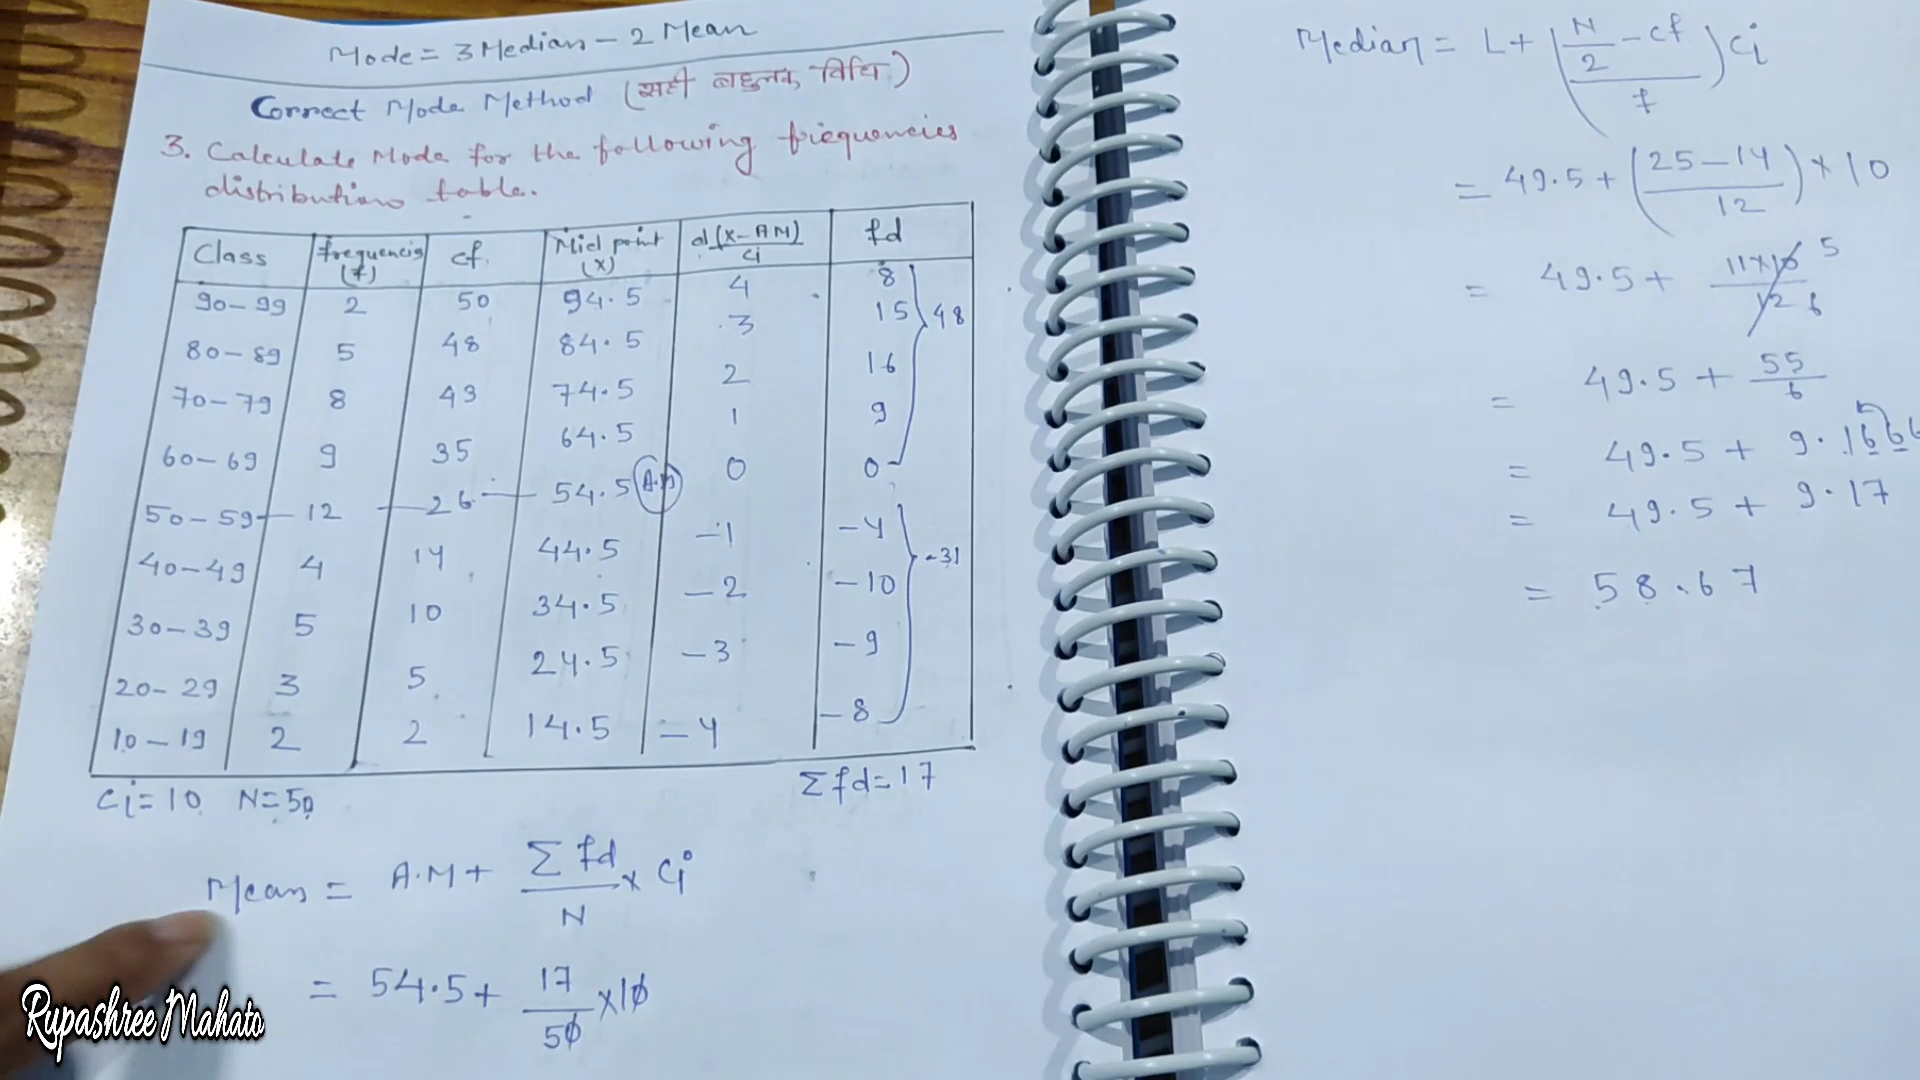 Mode = 3 Median - 2 Mean
Correct Mode Method (सही बहुलक विधि)
3. Calculate Mode for the following frequencies
distribution table.
Class frequencies (f) cf. Mid point (x) d (X-AM)/ci fd
90-99 2 50 94.5 4 8
80-89 5 48 84.5 3 15 48
70-79 8 43 74.5 2 16
60-69 9 35 64.5 1 9
50-59 12 26 54.5 A.M 0 0
40-49 4 14 44.5 -1 -4 -31
30-39 5 10 34.5 -2 -10
20-29 3 5 24.5 -3 -9
10-19 2 2 14.5 -4 -8
Ci=10 N=50 Σfd=17
Mean = A.M + Σfd/N × Ci
= 54.5 + 17/50 × 10
Median = L + (N/2 - cf / f) Ci
= 49.5 + (25-14 / 12) × 10
= 49.5 + 11×10/12 5 6
= 49.5 + 55/6
= 49.5 + 9.1666
= 49.5 + 9.17
= 58.67
Rupashree Mahato